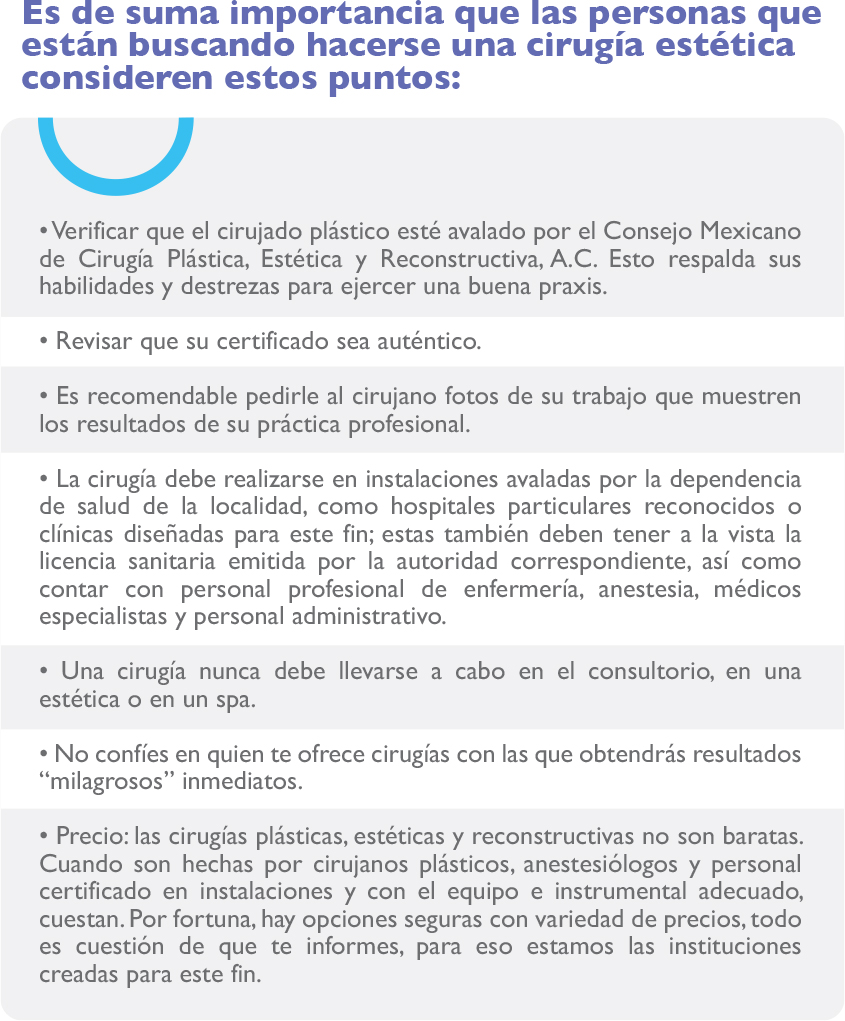 Es de suma importancia que las personas que
están buscando hacerse una cirugía estética
consideren estos puntos:
• Verificar que el cirujado plástico esté avalado por el Consejo Mexicano
de Cirugía Plástica, Estética y Reconstructiva, A.C. Esto respalda sus
habilidades y destrezas para ejercer una buena praxis.
• Revisar que su certificado sea auténtico.
• Es recomendable pedirle al cirujano fotos de su trabajo que muestren
los resultados de su práctica profesional.
• La cirugía debe realizarse en instalaciones avaladas por la dependencia
de salud de la localidad, como hospitales particulares reconocidos o
clínicas diseñadas para este fin; estas también deben tener a la vista la
licencia sanitaria emitida por la autoridad correspondiente, así como
contar con personal profesional de enfermería, anestesia, médicos
especialistas y personal administrativo.
• Una cirugía nunca debe llevarse a cabo en el consultorio, en una
estética o en un spa.
• No confíes en quien te ofrece cirugías con las que obtendrás resultados
“milagrosos” inmediatos.
• Precio: las cirugías plásticas, estéticas y reconstructivas no son baratas.
Cuando son hechas por cirujanos plásticos, anestesiólogos y personal
certificado en instalaciones y con el equipo e instrumental adecuado,
cuestan. Por fortuna, hay opciones seguras con variedad de precios, todo
es cuestión de que te informes, para eso estamos las instituciones
creadas para este fin.